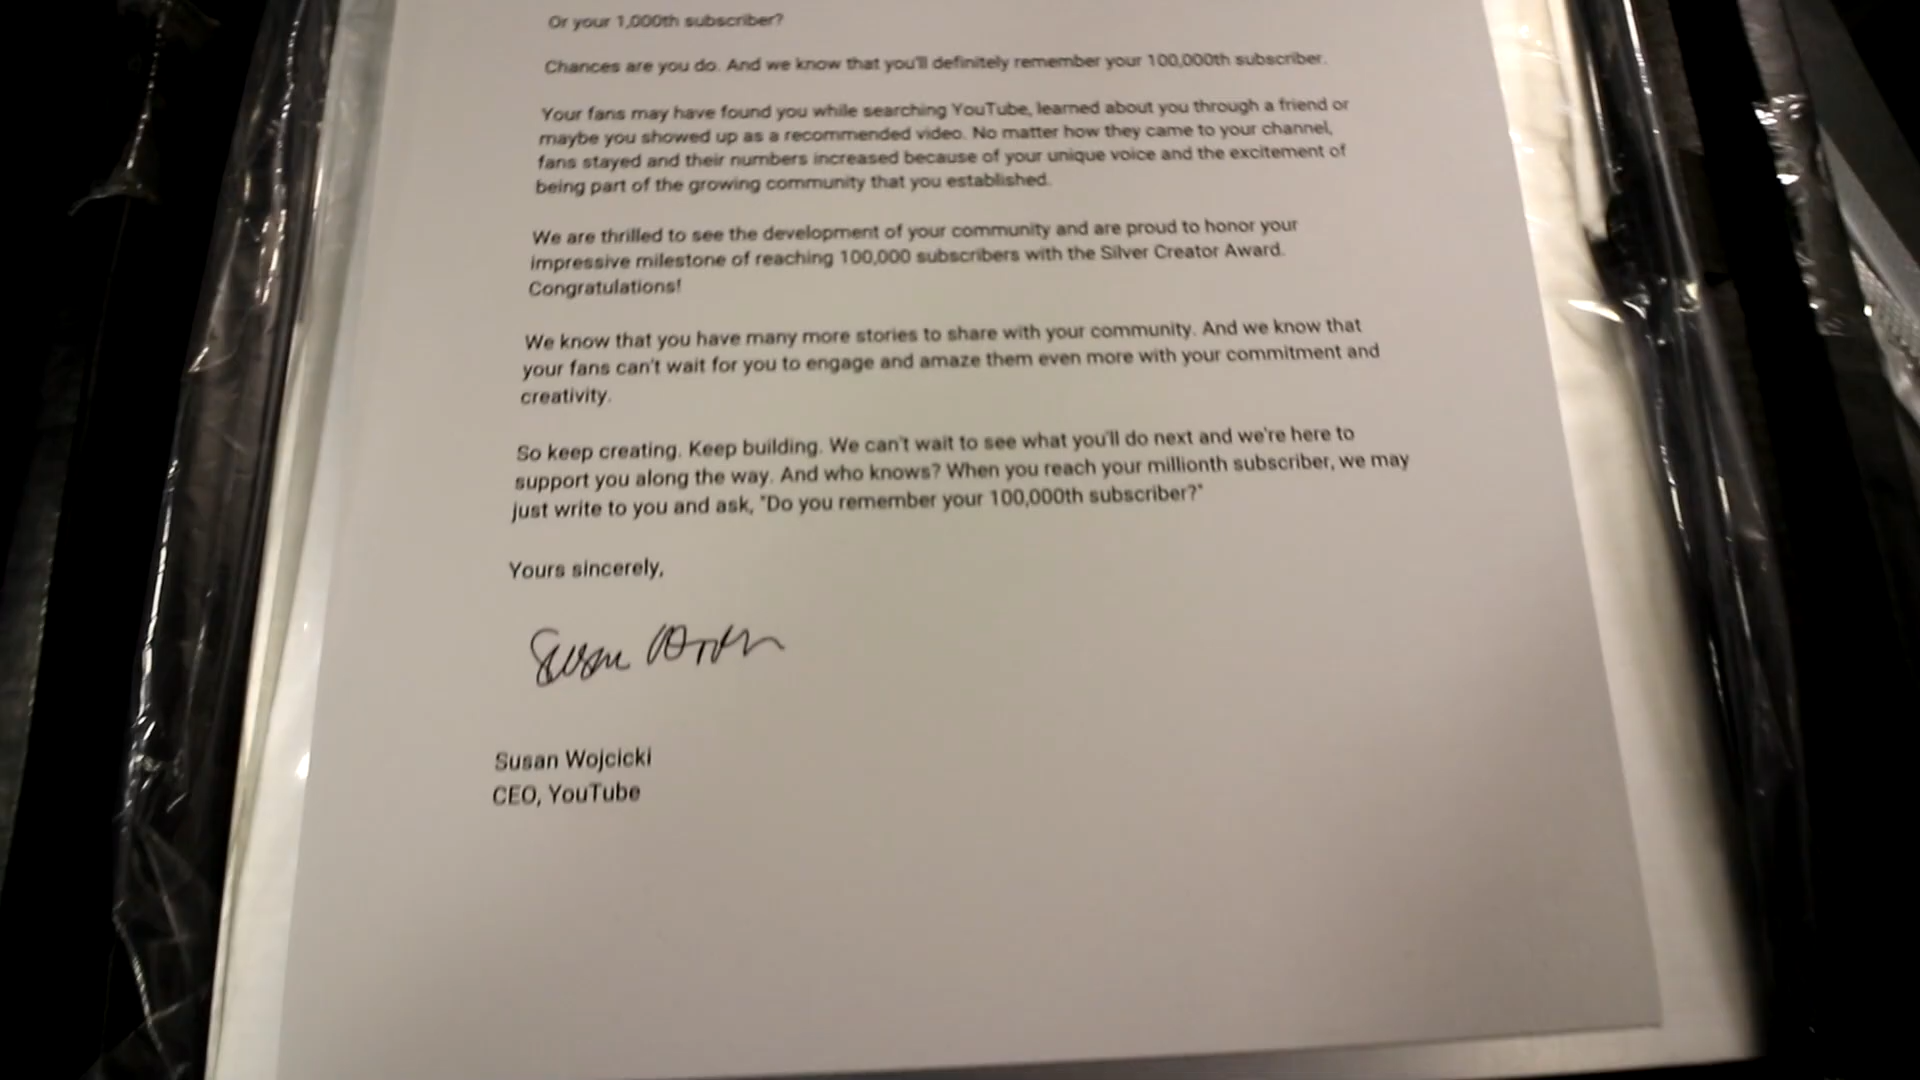 Or your 1,000th subscriber?
Chances are you do. And we know that you'll definitely remember your 100,000th subscriber.
Your fans may have found you while searching YouTube, learned about you through a friend or
maybe you showed up as a recommended video. No matter how they came to your channel,
fans stayed and their numbers increased because of your unique voice and the excitement of
being part of the growing community that you established.
We are thrilled to see the development of your community and are proud to honor your
impressive milestone of reaching 100,000 subscribers with the Silver Creator Award.
Congratulations!
We know that you have many more stories to share with your community. And we know that
your fans can't wait for you to engage and amaze them even more with your commitment and
creativity.
So keep creating. Keep building. We can't wait to see what you'll do next and we're here to
support you along the way. And who knows? When you reach your millionth subscriber, we may
just write to you and ask, "Do you remember your 100,000th subscriber?"
Yours sincerely,
Susan
Susan Wojcicki
CEO, YouTube